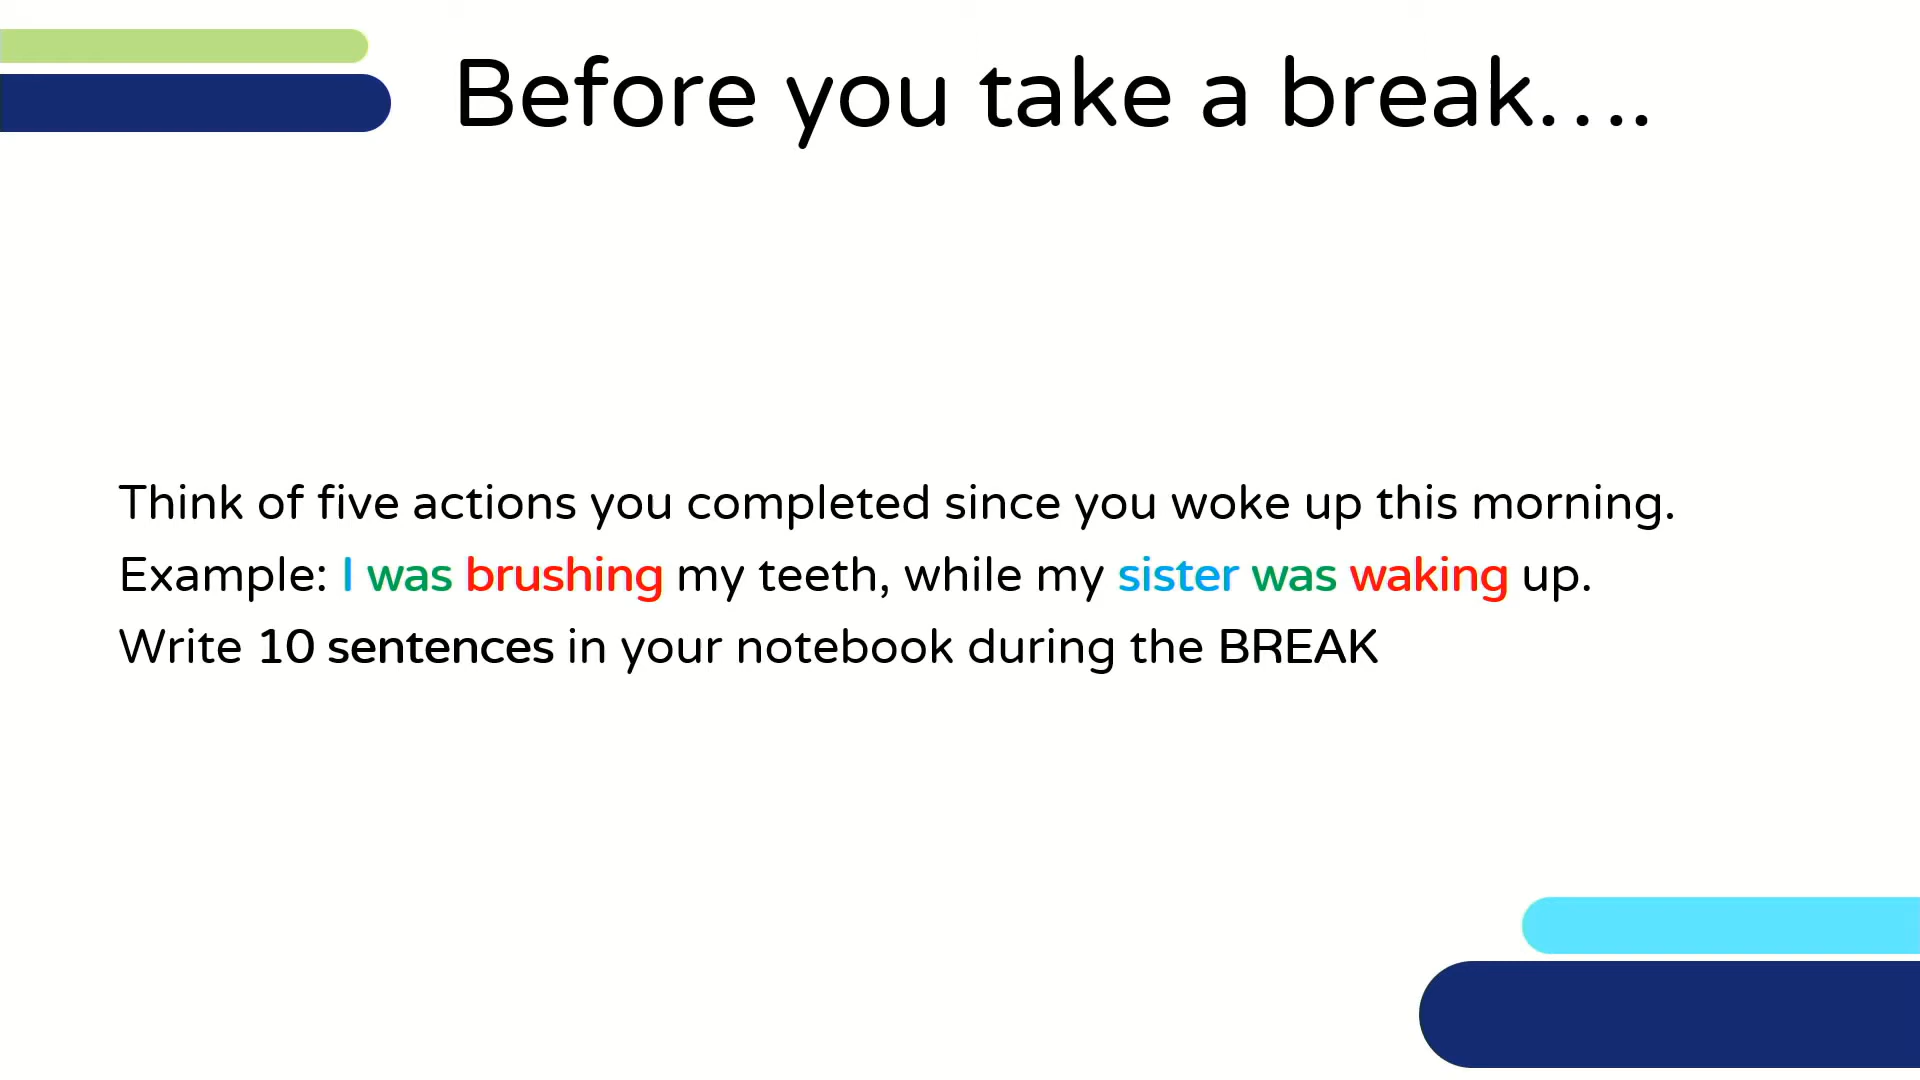 Before you take a break....
Think of five actions you completed since you woke up this morning.
Example: I was brushing my teeth, while my sister was waking up.
Write 10 sentences in your notebook during the BREAK